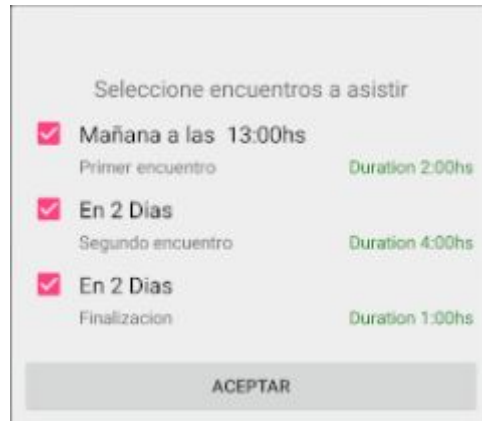 Seleccione encuentros a asistir
Mañana a las 13:00hs
Primer encuentro Duration 2:00hs
En 2 Dias
Segundo encuentro Duration 4:00hs
En 2 Dias
Finalizacion Duration 1:00hs
ACEPTAR